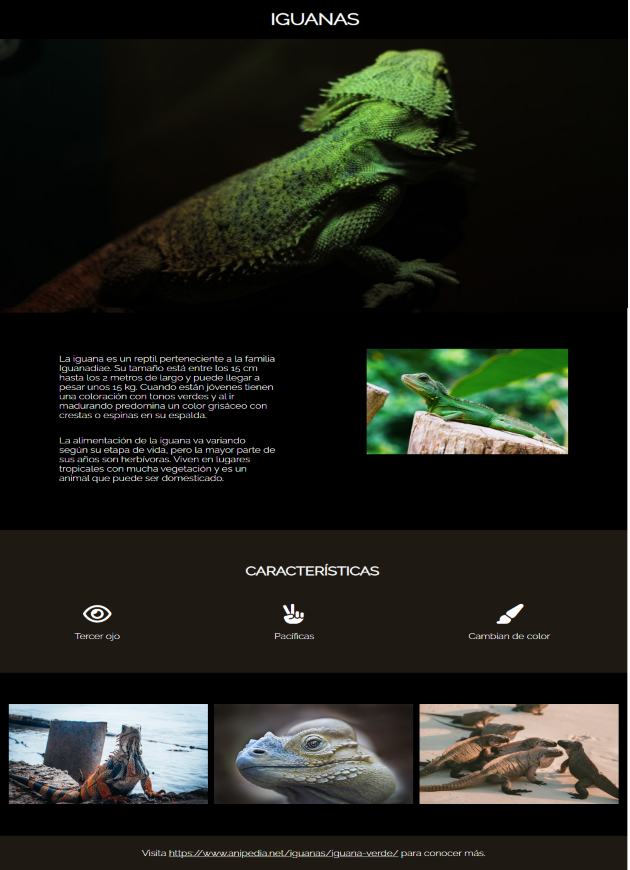 IGUANAS
La iguana es un reptil perteneciente a la familia
Iguanadiae. Su tamaño está entre los 15 cm
hasta los 2 metros de largo y puede llegar a
pesar unos 15 kg. Cuando están jóvenes tienen
una coloración con tonos verdes y al ir
madurando predomina un color grisáceo con
crestas o espinas en su espalda.
La alimentación de la iguana va variando
según su etapa de vida, pero la mayor parte de
sus años son herbívoras. Viven en lugares
tropicales con mucha vegetación y es un
animal que puede ser domesticado.
CARACTERÍSTICAS
Tercer ojo
Pacíficas
Cambian de color
Visita https://www.anipedia.net/iguanas/iguana-verde/ para conocer más.